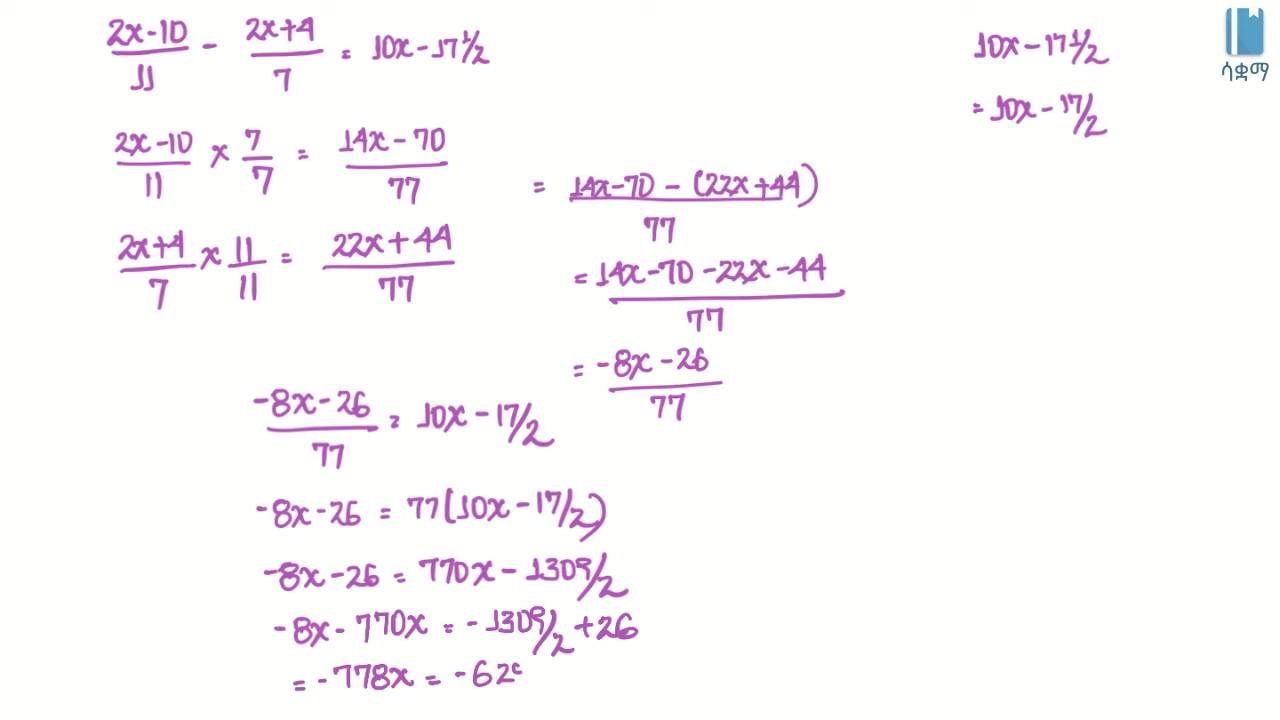 2x-10/11 - 2x+4/7 = 10x - 17 1/2
10x - 17 1/2
= 10x - 17/2
ሳቋማ
2x-10/11 x 7/7 = 14x - 70/77
2x+4/7 x 11/11 = 22x + 44/77
= 14x-70 - (22x+44)/77
= 14x-70 -22x-44/77
= -8x -26/77
-8x-26/77 = 10x -17/2
-8x-26 = 77(10x -17/2)
-8x -26 = 770x - 1309/2
-8x - 770x = -1309/2 +26
= -778x = -62